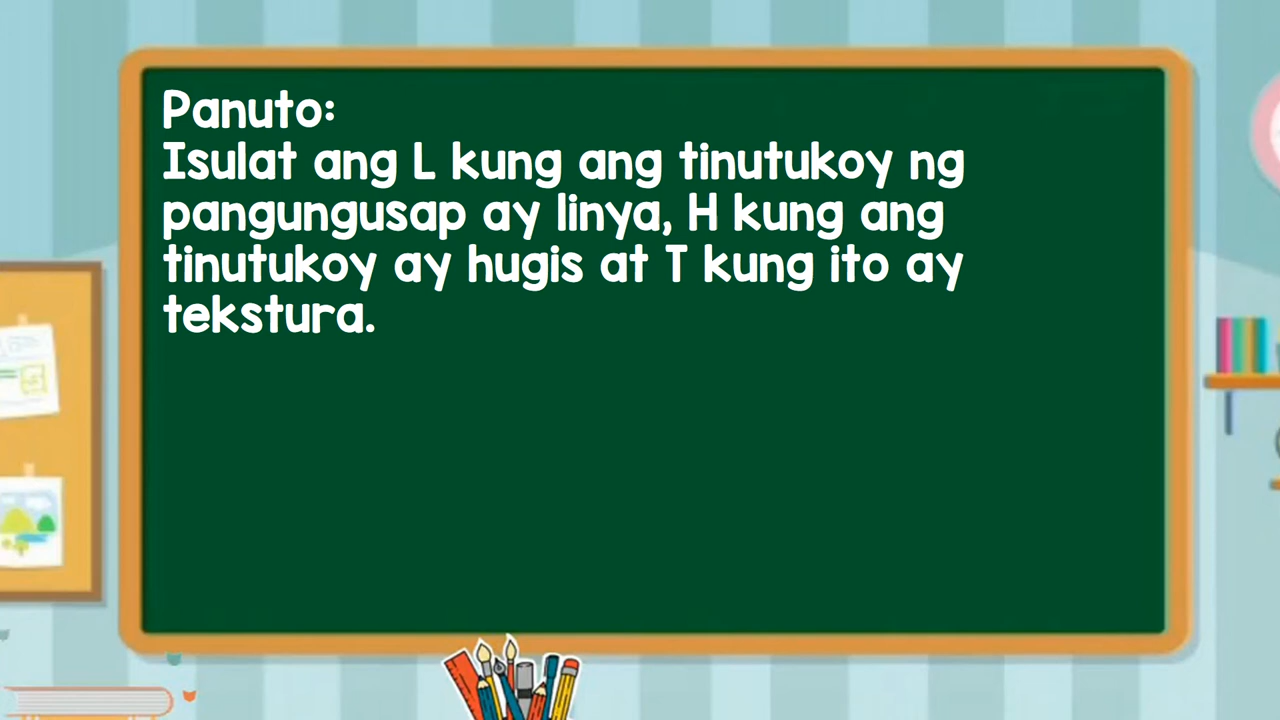 Panuto:
Isulat ang L kung ang tinutukoy ng
pangungusap ay linya, H kung ang
tinutukoy ay hugis at T kung ito ay
tekstura.